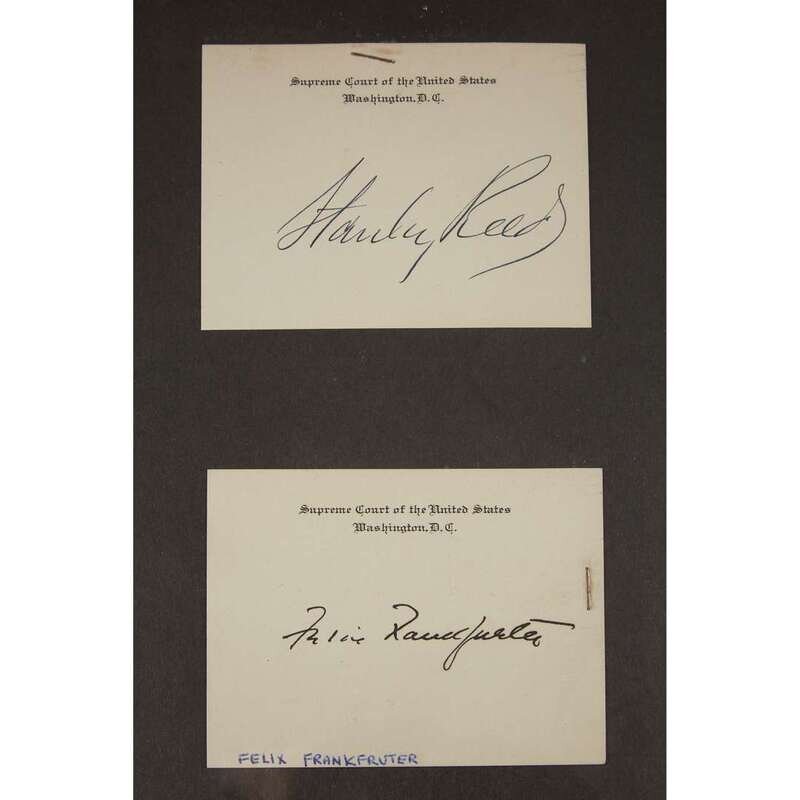 Supreme Court of the United States
Washington, D. C.
Stanley Reed
Supreme Court of the United States
Washington, D. C.
Felix Frankfurter
FELIX FRANKFRUTER